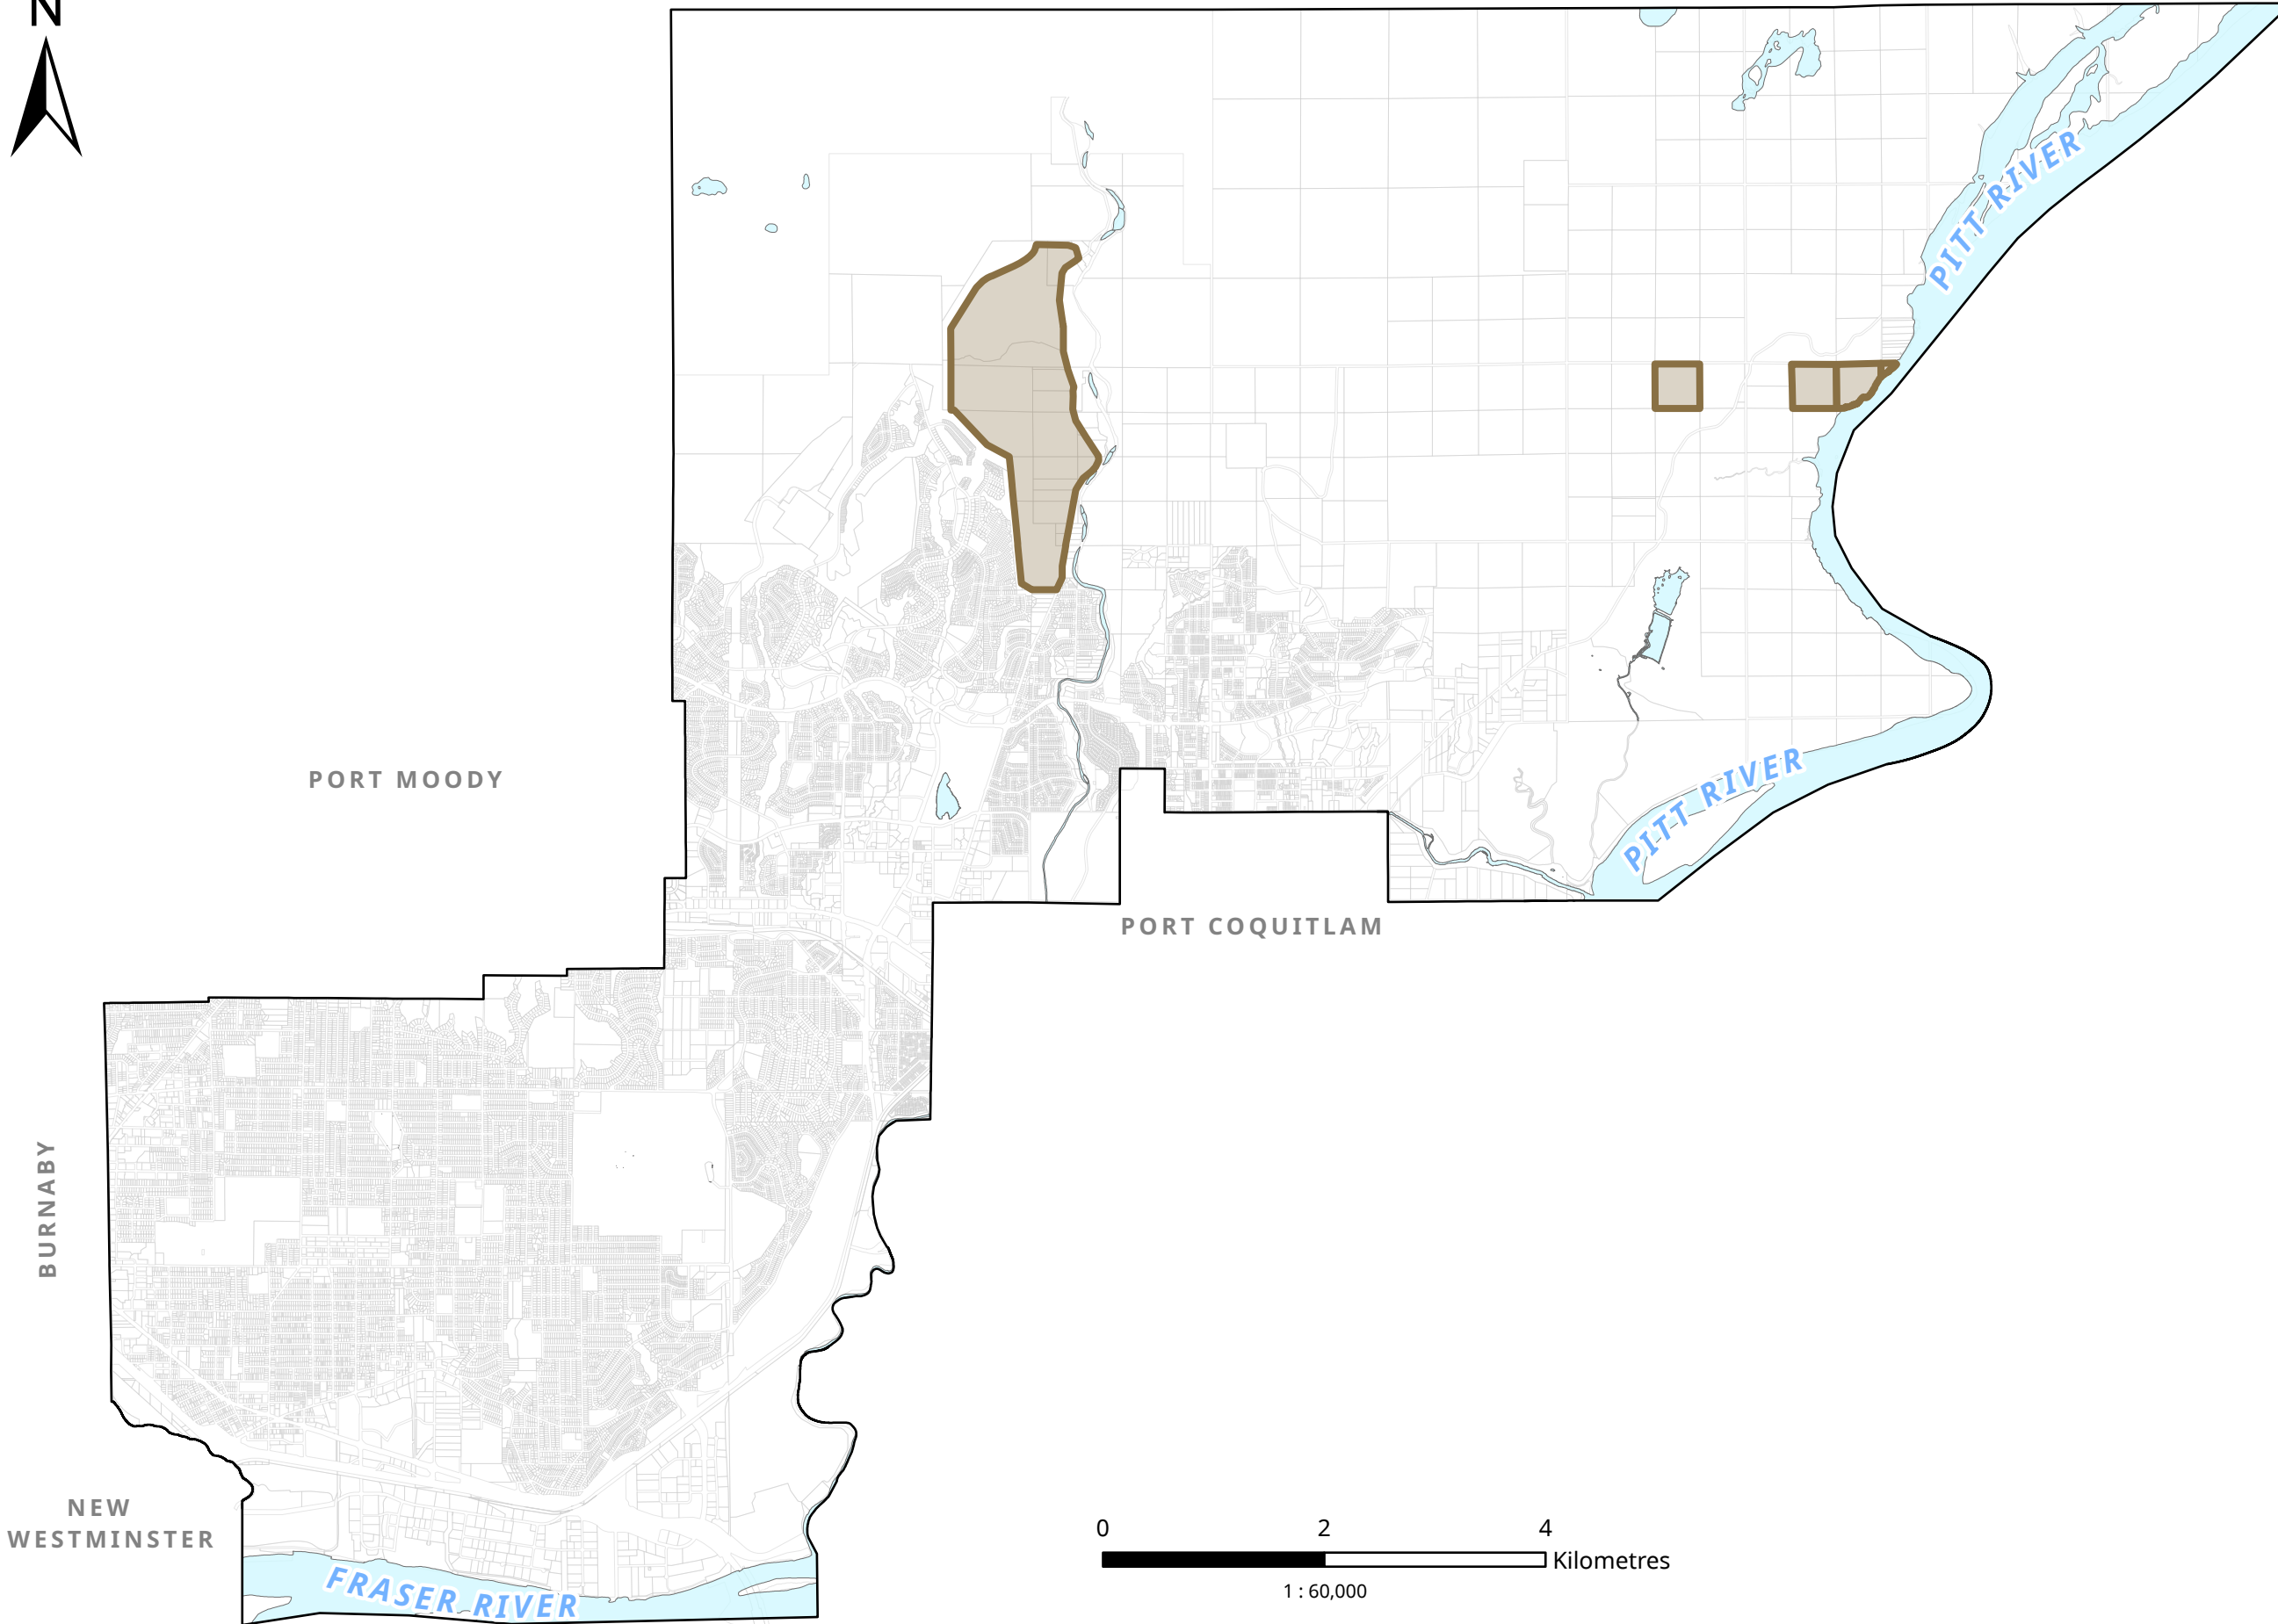 N
PITT RIVER
PORT MOODY
PITT RIVER
PORT COQUITLAM
BURNABY
NEW
WESTMINSTER
FRASER RIVER
0 2 4
Kilometres
1 : 60,000